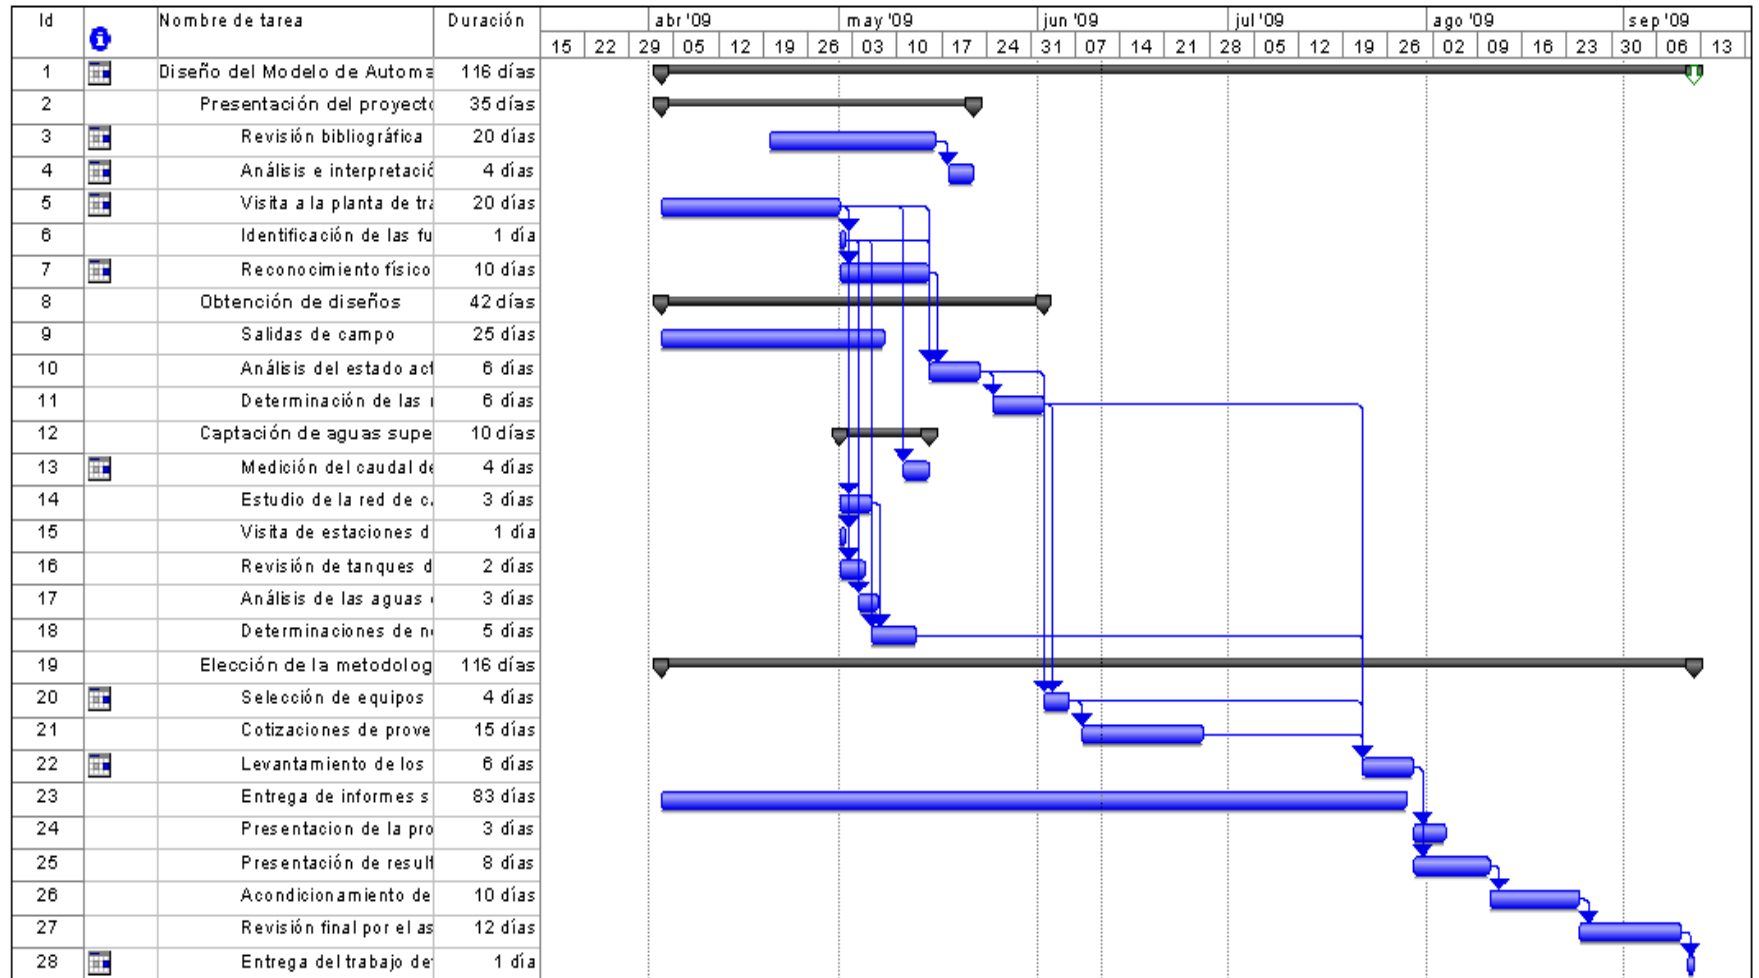 Id Nombre de tarea Duración abr '09 may '09 jun '09 jul '09 ago '09 sep '09
15 22 29 05 12 19 26 03 10 17 24 31 07 14 21 28 05 12 19 26 02 09 16 23 30 06 13
1 Diseño del Modelo de Automa 116 días
2 Presentación del proyecto 35 días
3 Revisión bibliográfica 20 días
4 Análisis e interpretació 4 días
5 Visita a la planta de tra 20 días
6 Identificación de las fu 1 día
7 Reconocimiento físico 10 días
8 Obtención de diseños 42 días
9 Salidas de campo 25 días
10 Análisis del estado act 6 días
11 Determinación de las 6 días
12 Captación de aguas supe 10 días
13 Medición del caudal de 4 días
14 Estudio de la red de c 3 días
15 Visita de estaciones d 1 día
16 Revisión de tanques d 2 días
17 Análisis de las aguas 3 días
18 Determinaciones de n 5 días
19 Elección de la metodolog 116 días
20 Selección de equipos 4 días
21 Cotizaciones de prove 15 días
22 Levantamiento de los 6 días
23 Entrega de informes s 83 días
24 Presentacion de la pro 3 días
25 Presentación de result 8 días
26 Acondicionamiento de 10 días
27 Revisión final por el as 12 días
28 Entrega del trabajo de 1 día